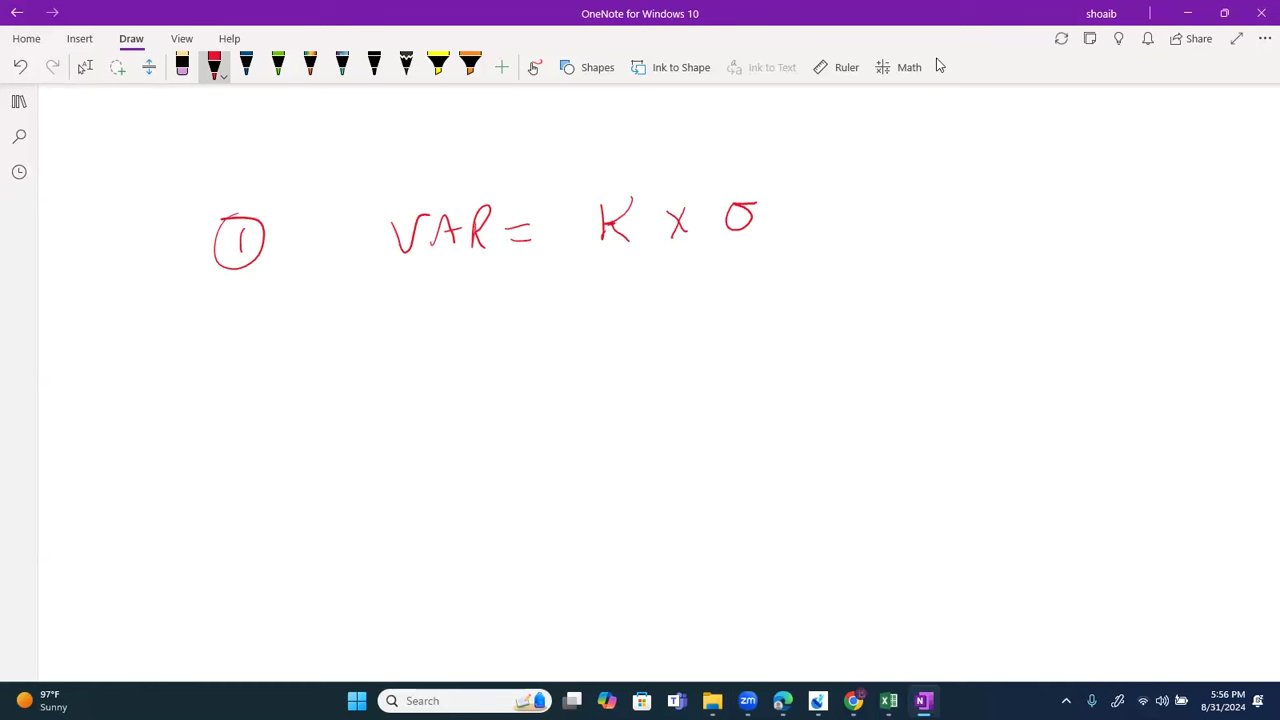 OneNote for Windows 10
shoaib
Home Insert Draw View Help
Share
Shapes
Ink to Shape
Ink to Text
Ruler
Math
① VAR = K x σ
97°F
Sunny
Search
5:56 PM
8/31/2024